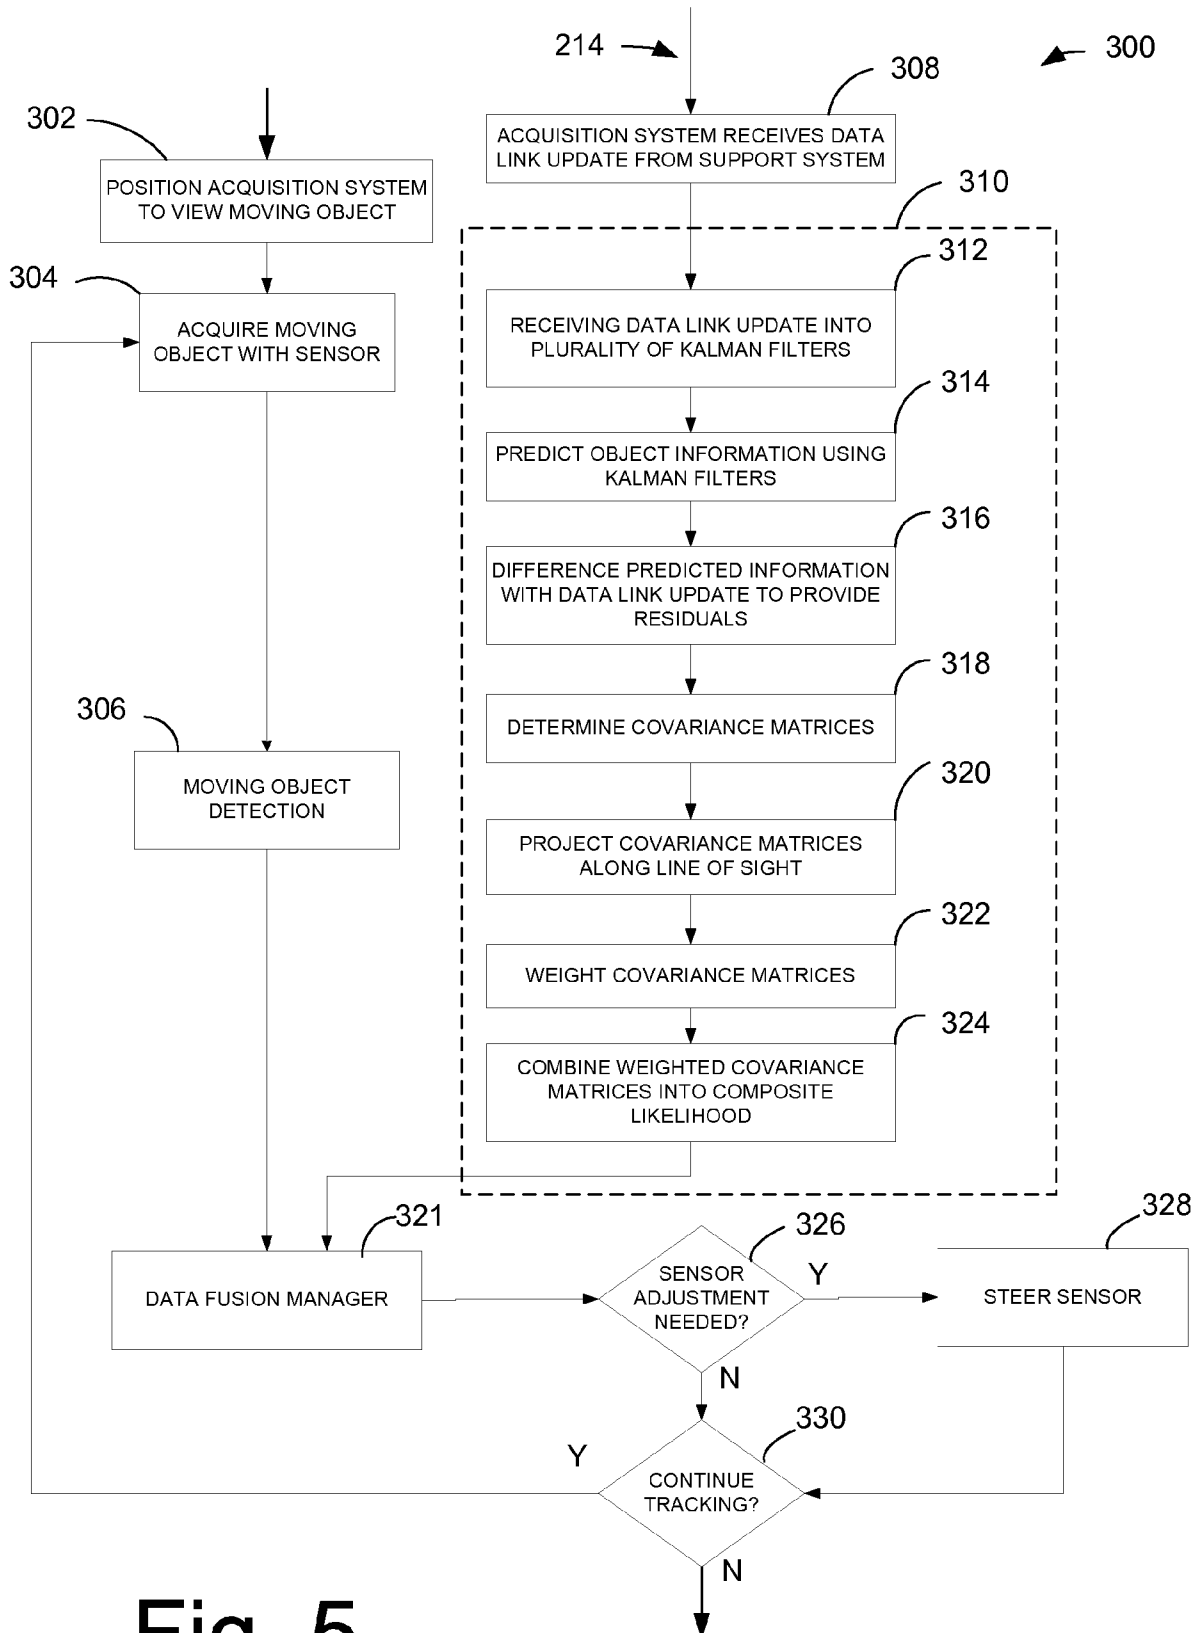 214
300
308
ACQUISITION SYSTEM RECEIVES DATA
LINK UPDATE FROM SUPPORT SYSTEM
302
POSITION ACQUISITION SYSTEM
TO VIEW MOVING OBJECT
310
304
ACQUIRE MOVING
OBJECT WITH SENSOR
312
RECEIVING DATA LINK UPDATE INTO
PLURALITY OF KALMAN FILTERS
314
PREDICT OBJECT INFORMATION USING
KALMAN FILTERS
316
DIFFERENCE PREDICTED INFORMATION
WITH DATA LINK UPDATE TO PROVIDE
RESIDUALS
318
DETERMINE COVARIANCE MATRICES
306
MOVING OBJECT
DETECTION
320
PROJECT COVARIANCE MATRICES
ALONG LINE OF SIGHT
322
WEIGHT COVARIANCE MATRICES
324
COMBINE WEIGHTED COVARIANCE
MATRICES INTO COMPOSITE
LIKELIHOOD
321
DATA FUSION MANAGER
326
SENSOR
ADJUSTMENT
NEEDED?
Y
N
328
STEER SENSOR
330
CONTINUE
TRACKING?
Y
N
Fig. 5